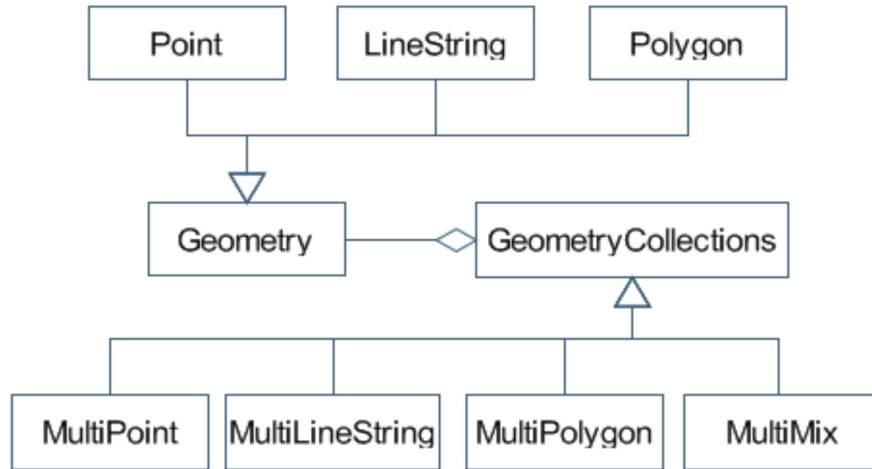 Point
LineString
Polygon
Geometry
GeometryCollections
MultiPoint
MultiLineString
MultiPolygon
MultiMix